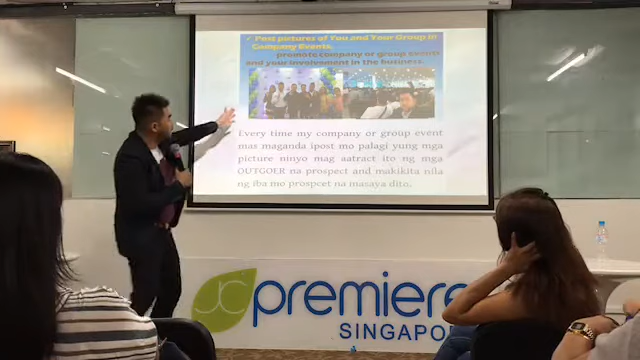 ✓ Post pictures of You and Your Group in
Company Events.
promote company or group events
and your involvement in the business.
Every time my company or group event
mas maganda ipost mo palagi yung mga
picture ninyo mag aatract ito ng mga
OUTGOER na prospect and makikita nila
ng iba mo prospcet na masaya dito.
JC premiere
SINGAPO